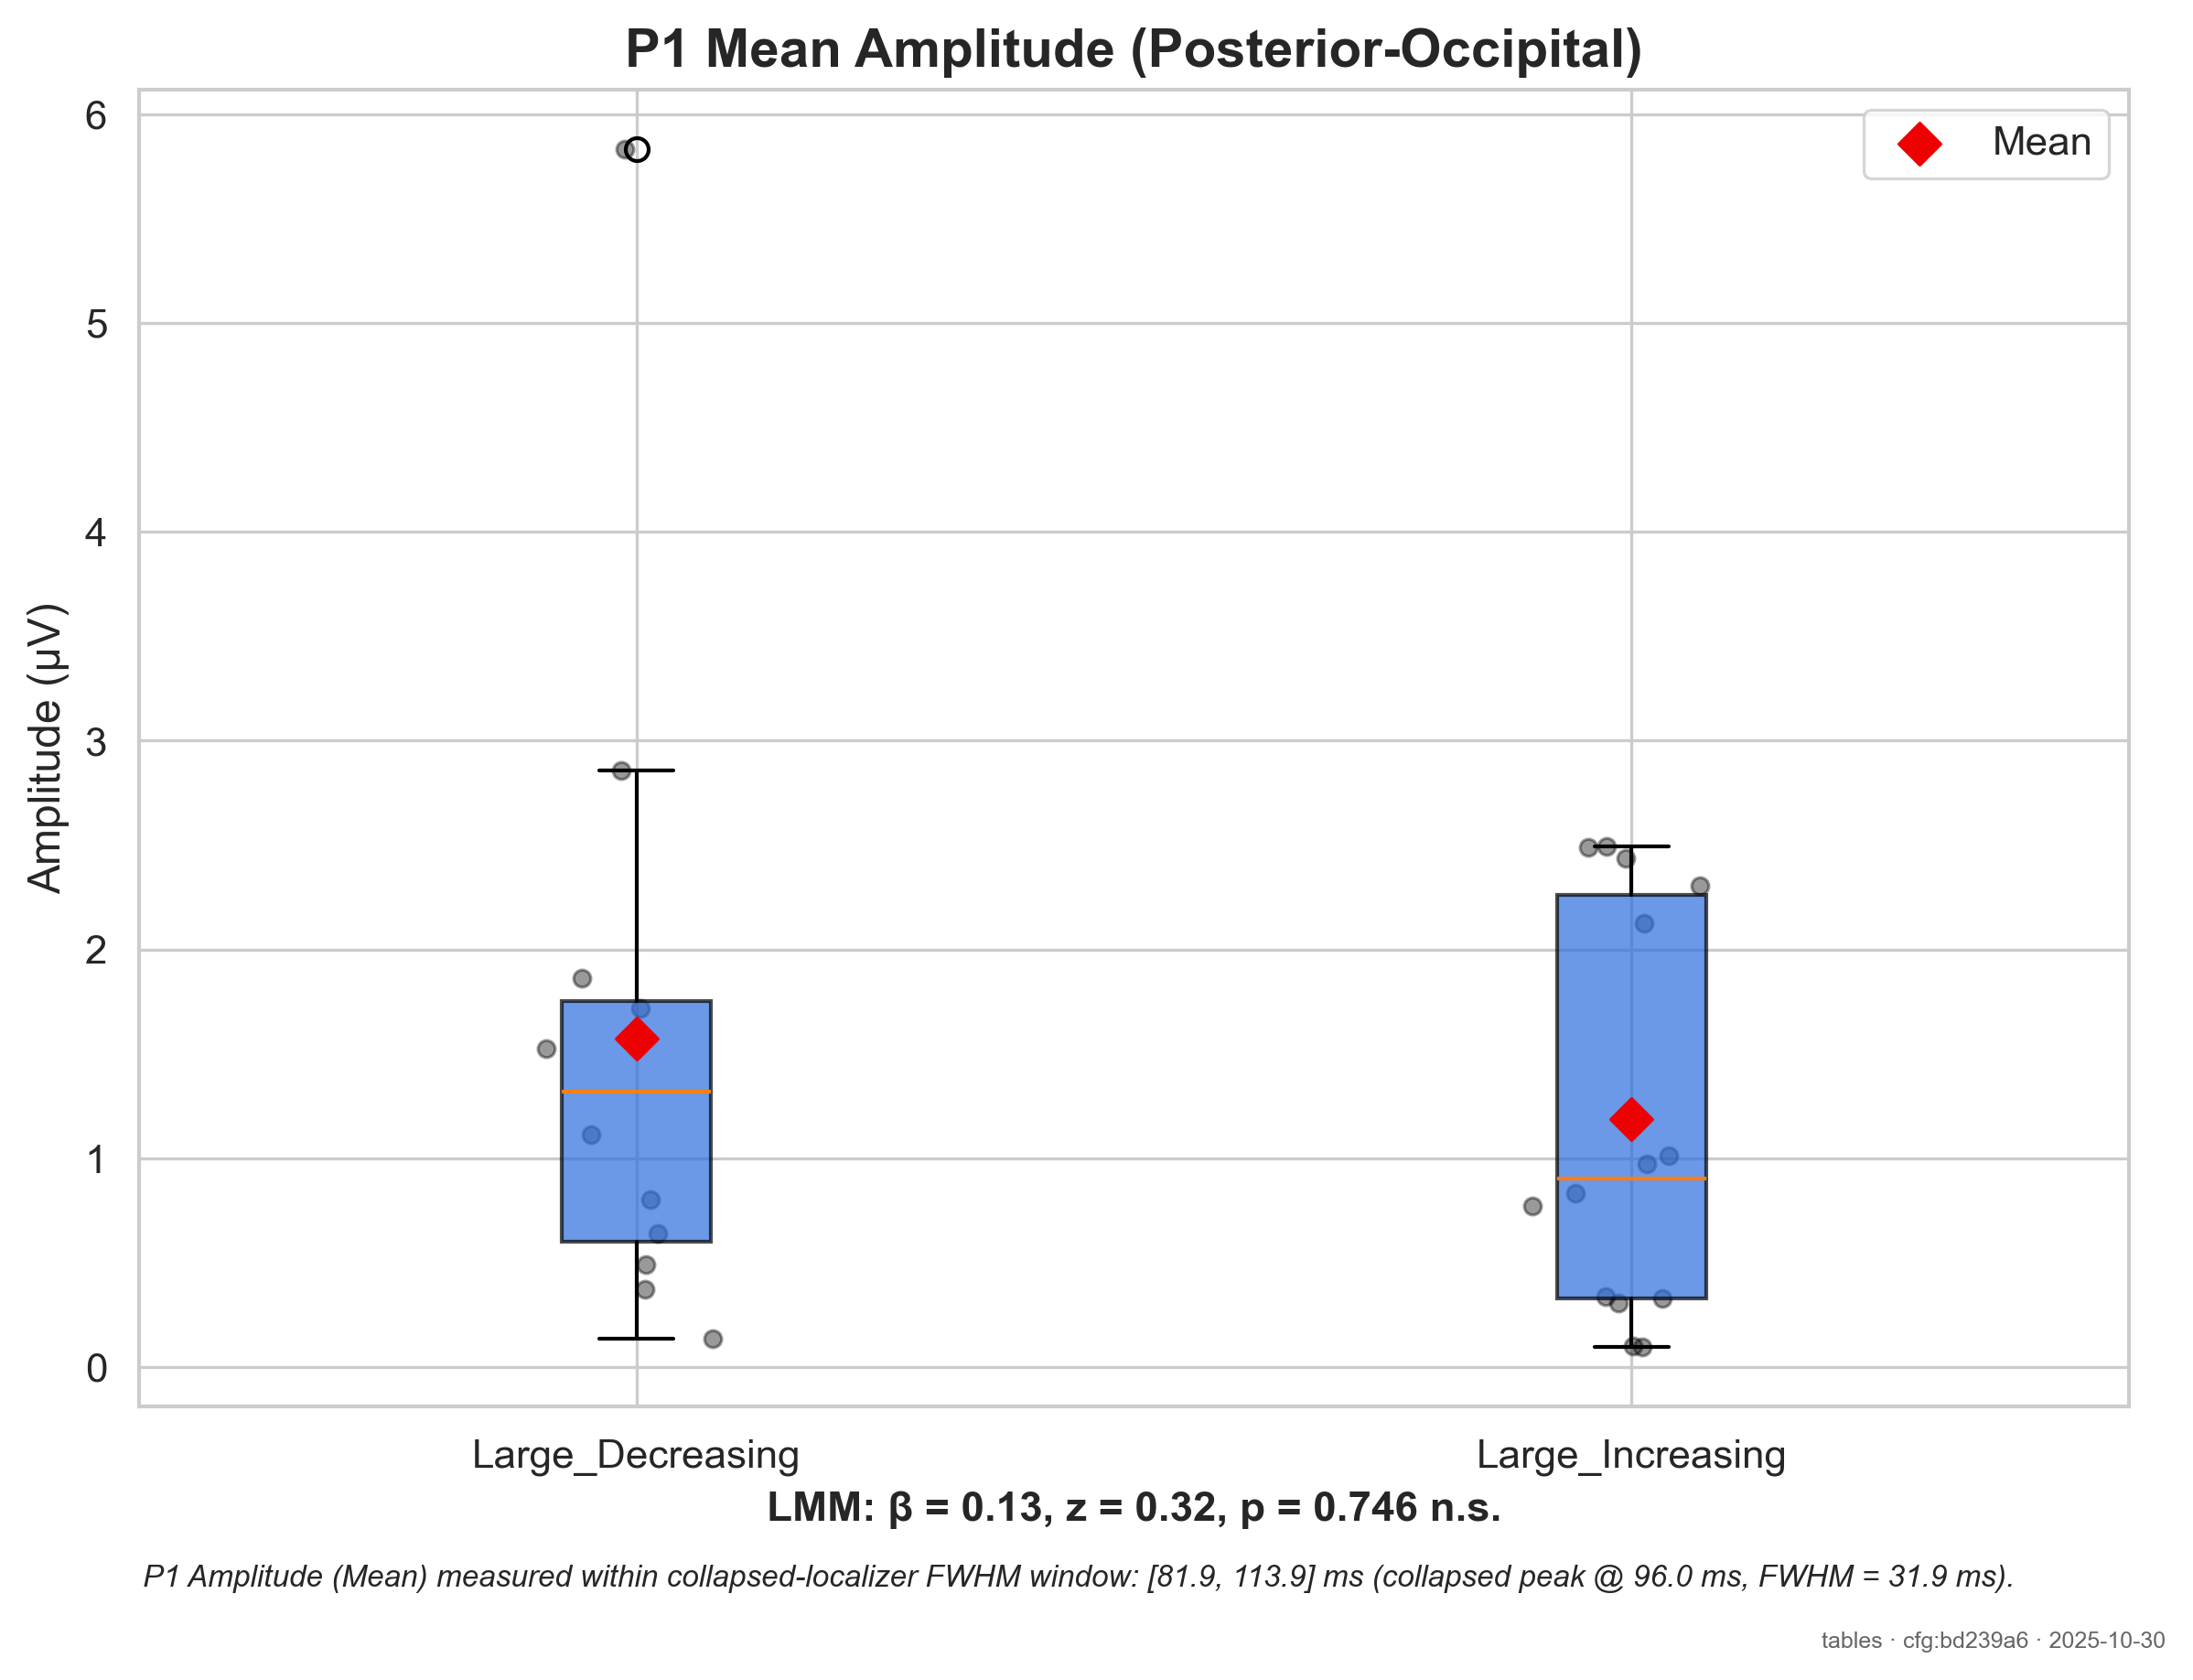 P1 Mean Amplitude (Posterior-Occipital)
Mean
6
5
4
3
2
1
0
Amplitude (μV)
Large_Decreasing
Large_Increasing
LMM: β = 0.13, z = 0.32, p = 0.746 n.s.
P1 Amplitude (Mean) measured within collapsed-localizer FWHM window: [81.9, 113.9] ms (collapsed peak @ 96.0 ms, FWHM = 31.9 ms).
tables · cfg:bd239a6 · 2025-10-30